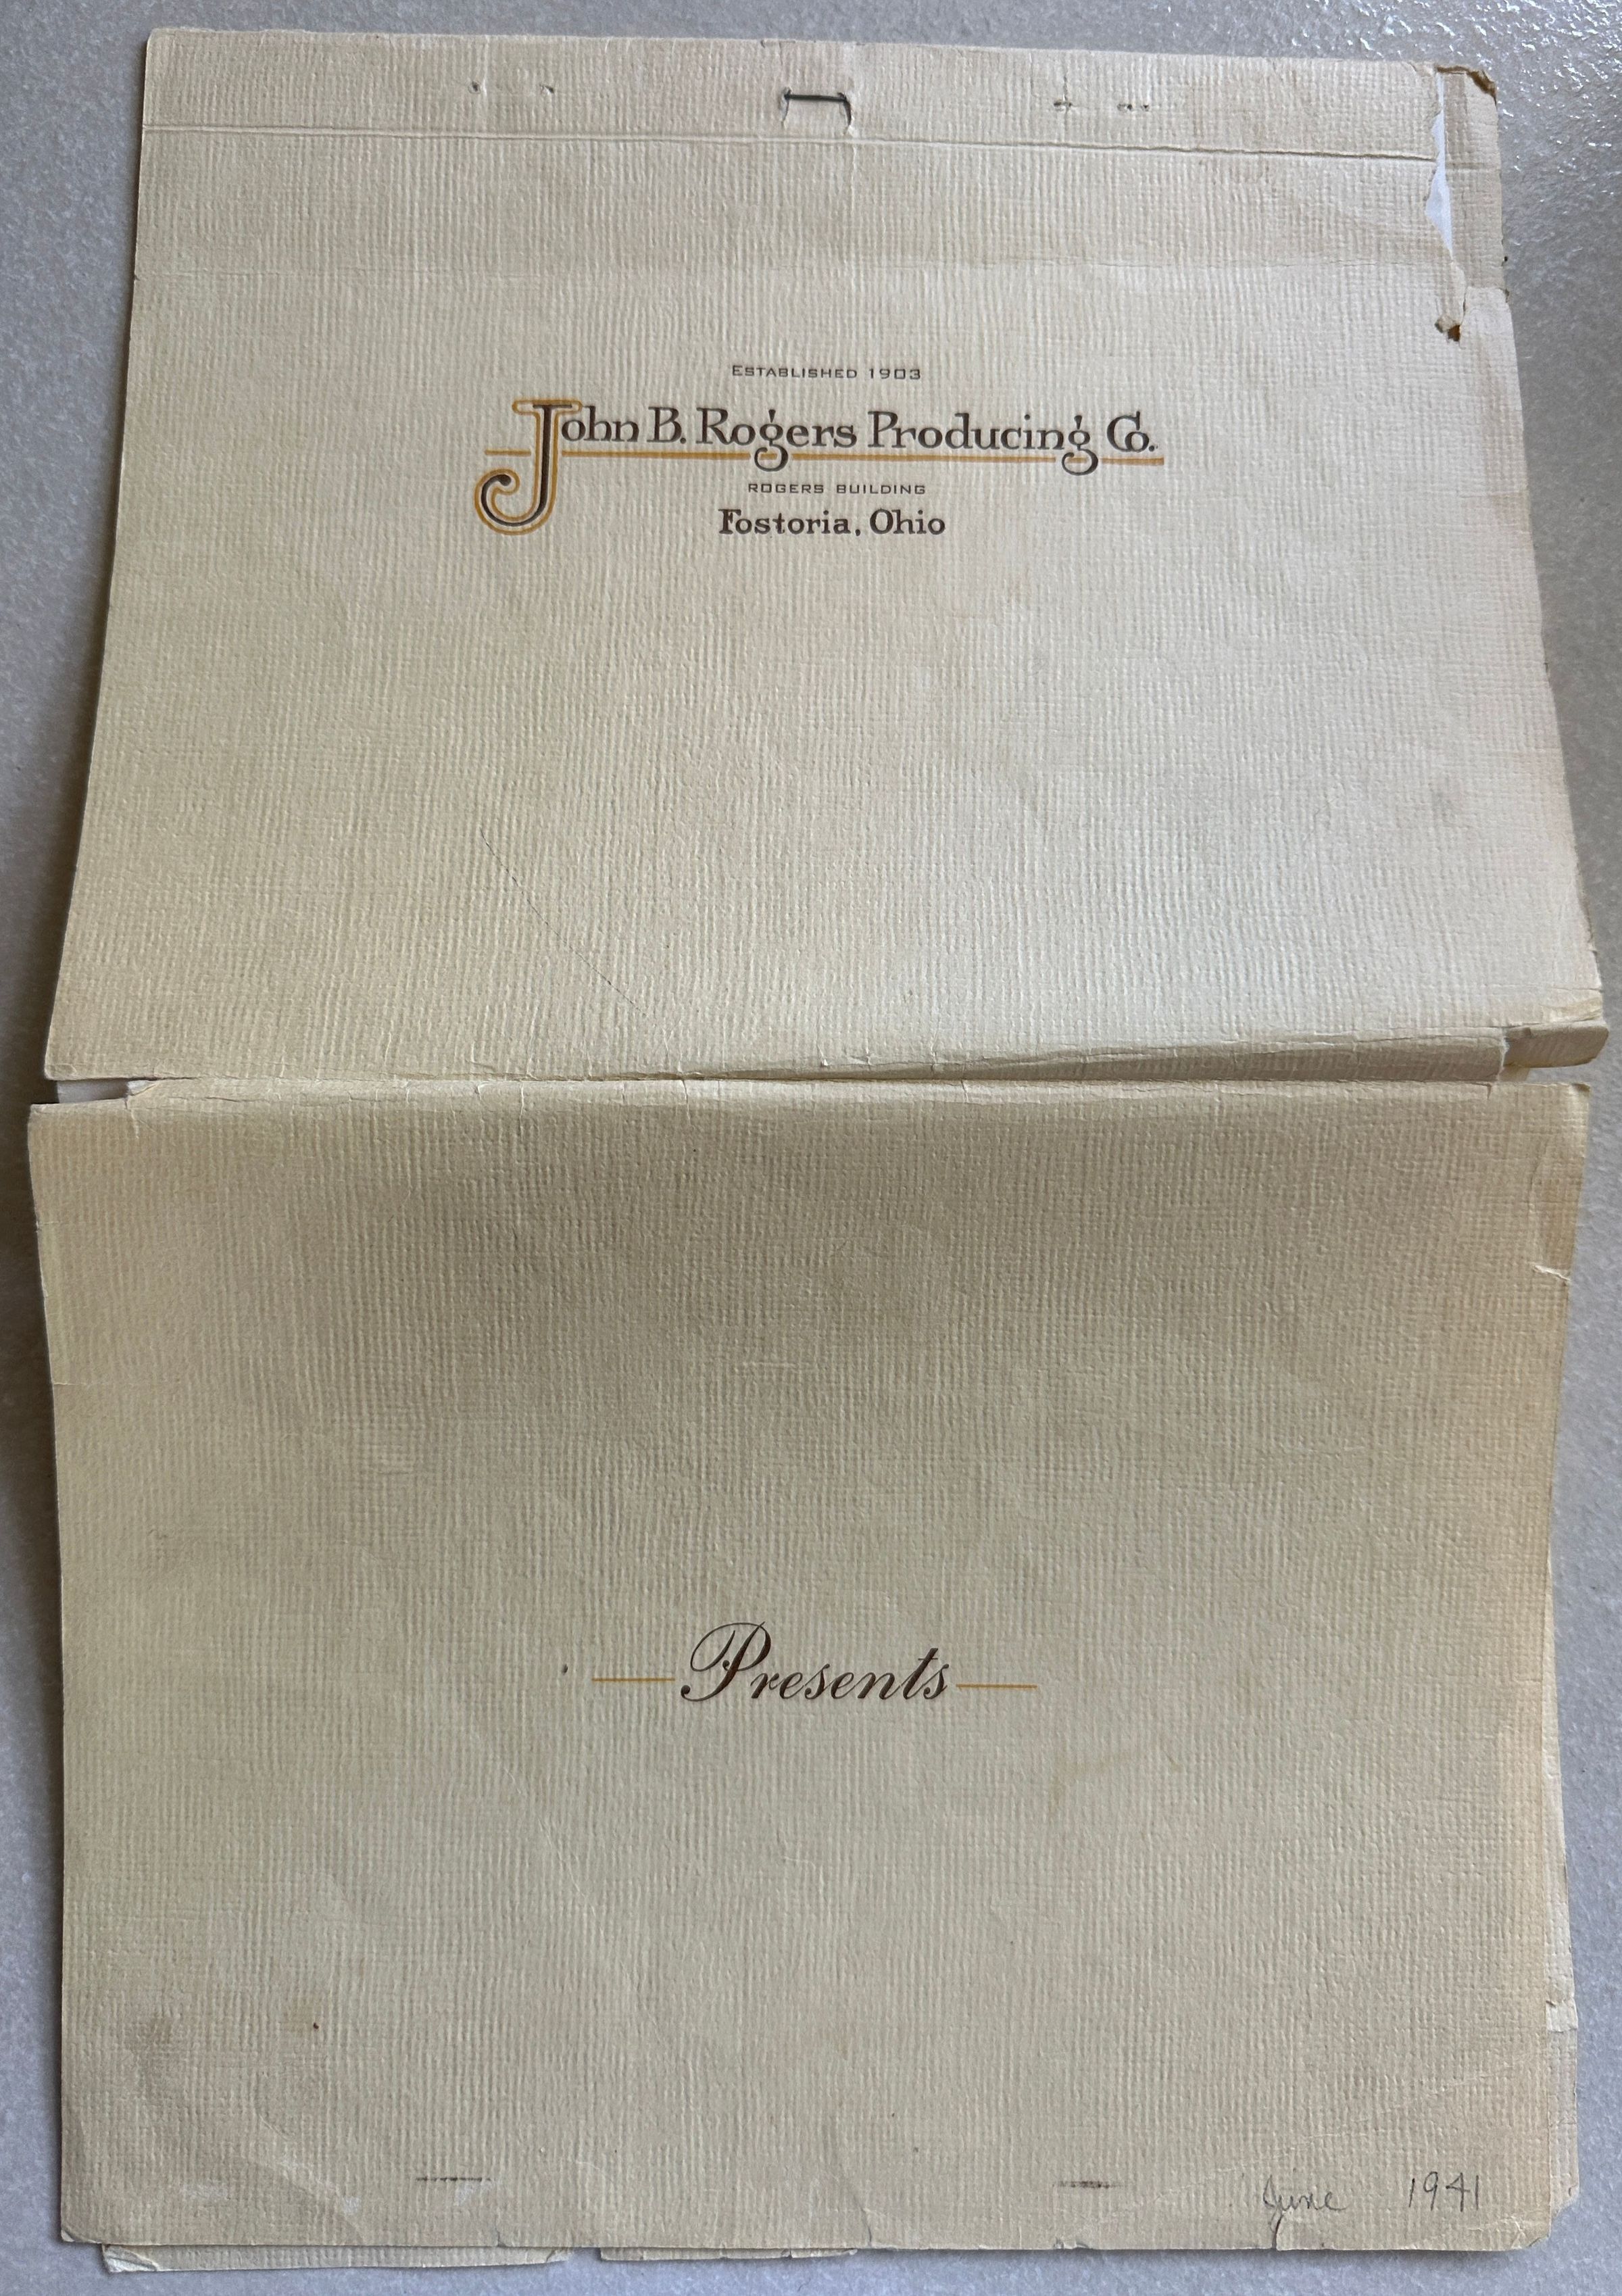 ESTABLISHED 1903
John B. Rogers Producing Co.
ROGERS BUILDING
Fostoria, Ohio
Presents
June 1941